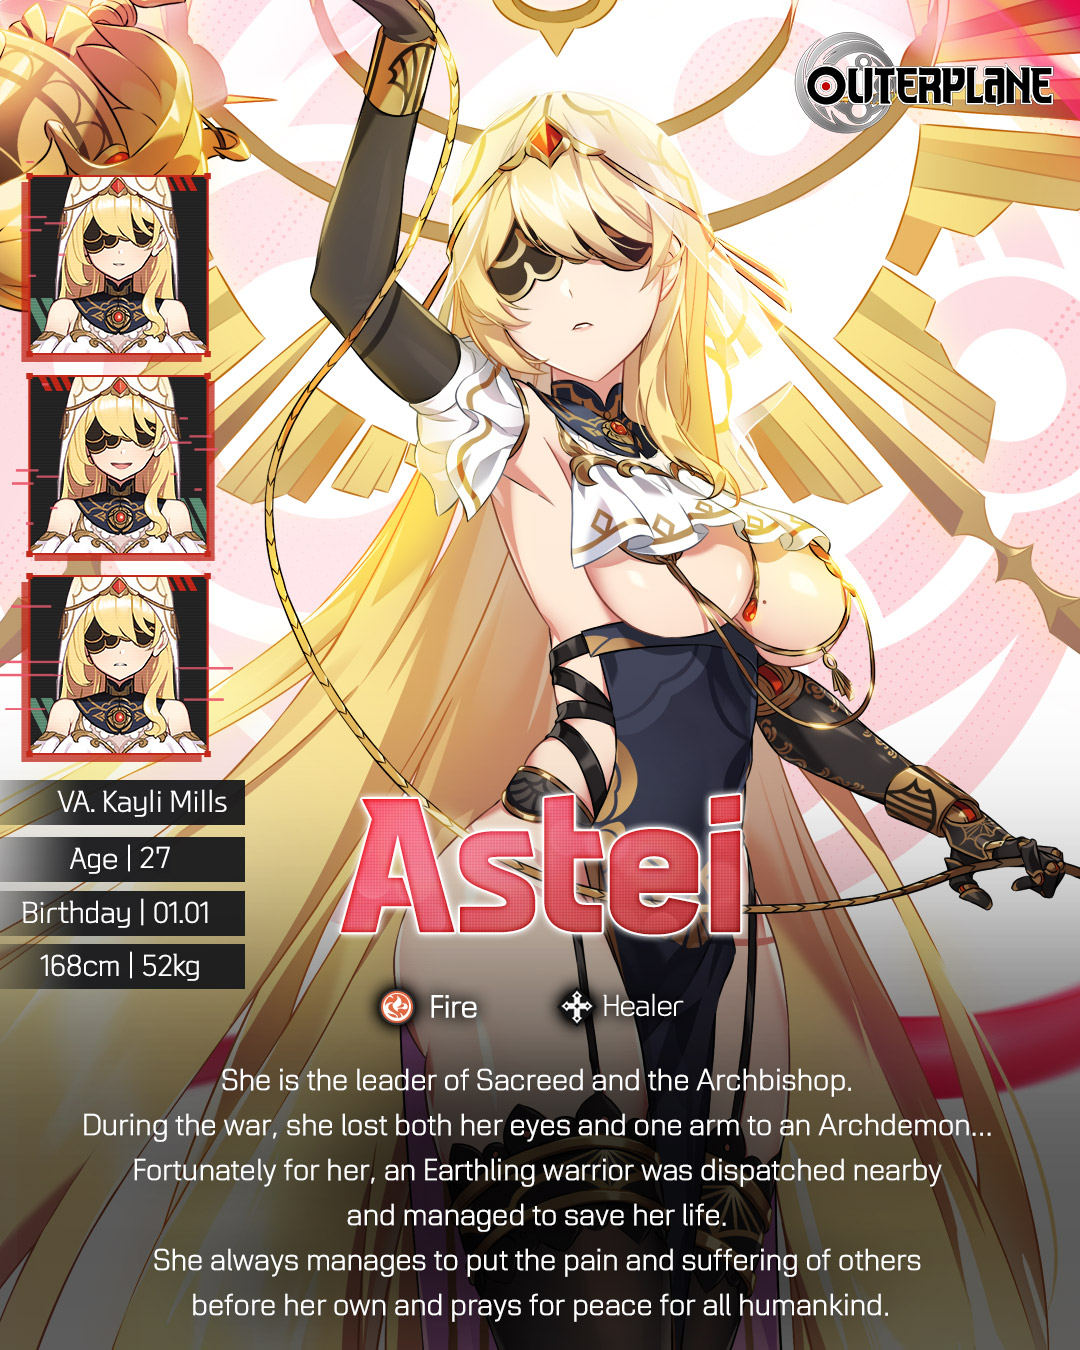 OUTERPLANE
VA. Kayli Mills
Age | 27
Birthday | 01.01
168cm | 52kg
Astei
Fire
Healer
She is the leader of Sacreed and the Archbishop.
During the war, she lost both her eyes and one arm to an Archdemon...
Fortunately for her, an Earthling warrior was dispatched nearby
and managed to save her life.
She always manages to put the pain and suffering of others
before her own and prays for peace for all humankind.